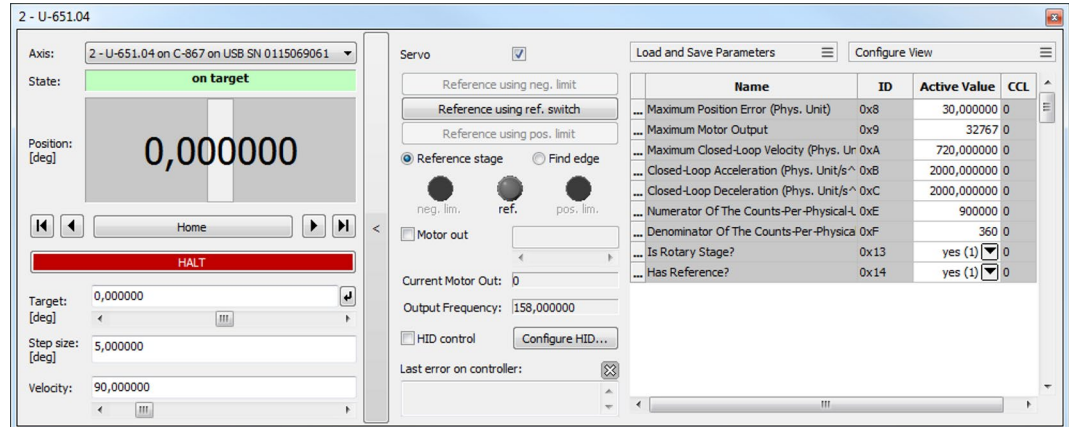 2 - U-651.04
Axis: 2 - U-651.04 on C-867 on USB SN 0115069061
State: on target
Position:
[deg]
0,000000
Home
HALT
Target:
[deg]
0,000000
Step size:
[deg]
5,000000
Velocity: 90,000000
<
Servo
Reference using neg. limit
Reference using ref. switch
Reference using pos. limit
Reference stage Find edge
neg. lim. ref. pos. lim.
Motor out
Current Motor Out: 0
Output Frequency: 158,000000
HID control Configure HID...
Last error on controller:
Load and Save Parameters Configure View
Name ID Active Value CCL
... Maximum Position Error (Phys. Unit) 0x8 30,000000 0
... Maximum Motor Output 0x9 32767 0
... Maximum Closed-Loop Velocity (Phys. Ur 0xA 720,000000 0
... Closed-Loop Acceleration (Phys. Unit/s^ 0xB 2000,000000 0
... Closed-Loop Deceleration (Phys. Unit/s^ 0xC 2000,000000 0
... Numerator Of The Counts-Per-Physical-L 0xE 900000 0
... Denominator Of The Counts-Per-Physica 0xF 360 0
... Is Rotary Stage? 0x13 yes (1) 0
... Has Reference? 0x14 yes (1) 0